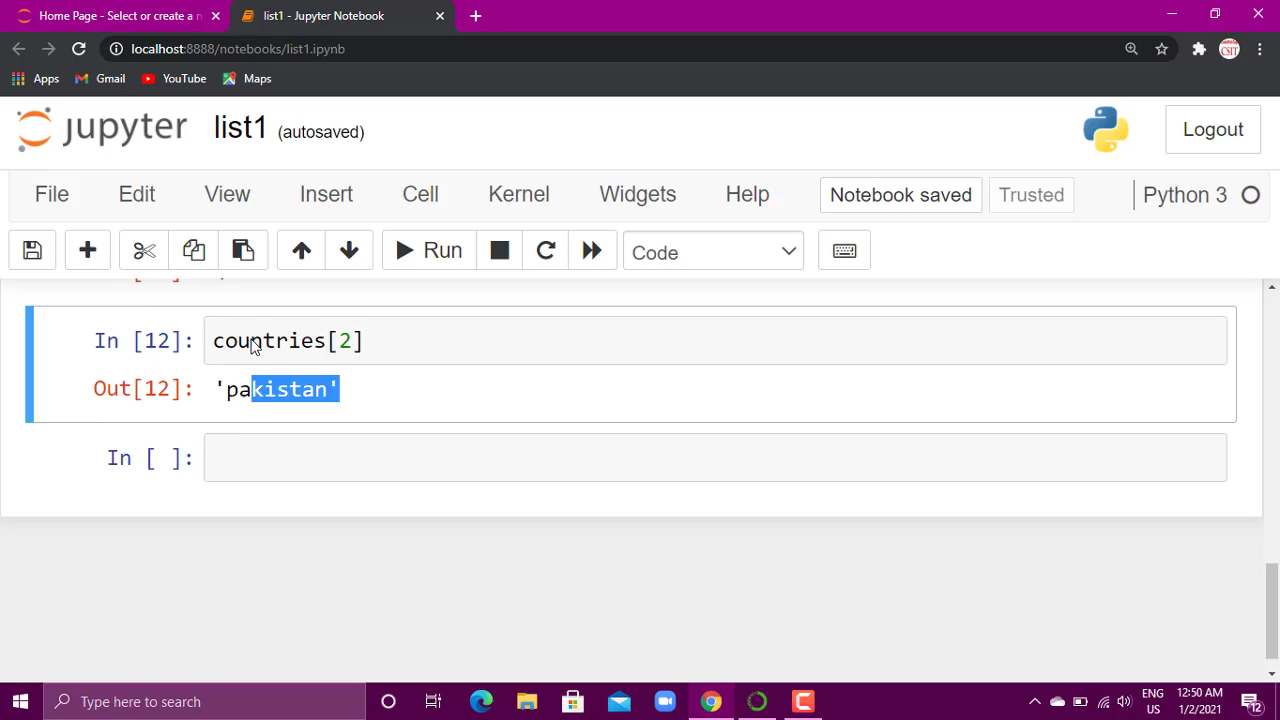 Home Page - Select or create a n
list1 - Jupyter Notebook
localhost:8888/notebooks/list1.ipynb
Apps Gmail YouTube Maps
CSIT
jupyter list1 (autosaved)
Logout
File Edit View Insert Cell Kernel Widgets Help
Notebook saved Trusted Python 3
Run Code
In [12]: countries[2]
Out[12]: 'pakistan'
In [ ]:
Type here to search
ENG
US
12:50 AM
1/2/2021
12